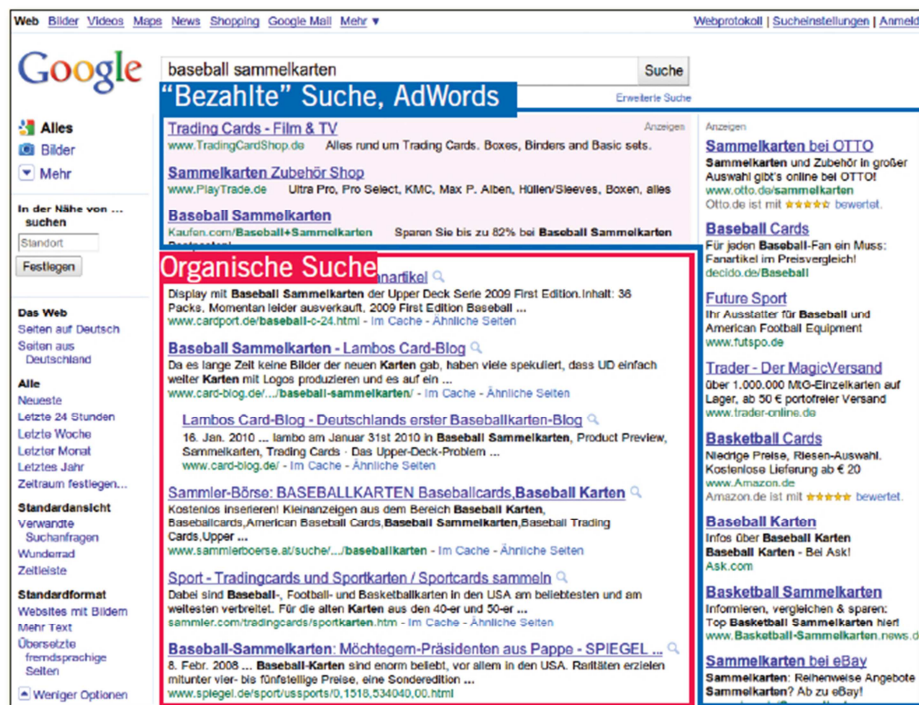 Web Bilder Videos Maps News Shopping Google Mail Mehr ▼
Webprotokoll | Sucheinstellungen | Anmeld
Google
baseball sammelkarten
Suche
"Bezahlte" Suche, AdWords
Erweiterte Suche
Alles
Bilder
Mehr
In der Nähe von ...
suchen
Standort
Festlegen
Das Web
Seiten auf Deutsch
Seiten aus
Deutschland
Alle
Neueste
Letzte 24 Stunden
Letzte Woche
Letzter Monat
Letztes Jahr
Zeitraum festlegen...
Standardansicht
Verwandte
Suchanfragen
Wunderrad
Zeitleiste
Standardformat
Websites mit Bildern
Mehr Text
Übersetzte
fremdsprachige
Seiten
Weniger Optionen
Trading Cards - Film & TV
Anzeigen
www.TradingCardShop.de Alles rund um Trading Cards. Boxes, Binders and Basic sets.
Sammelkarten Zubehör Shop
www.PlayTrade.de Ultra Pro, Pro Select, KMC, Max P. Alben, Hüllen/Sleeves, Boxen, alles
Baseball Sammelkarten
Kaufen.com/Baseball+Sammelkarten Sparen Sie bis zu 82% bei Baseball Sammelkarten
Organische Suche
nartikel
Display mit Baseball Sammelkarten der Upper Deck Serie 2009 First Edition.Inhalt: 36
Packs, Momentan leider ausverkauft, 2009 First Edition Baseball ...
www.cardport.de/baseball-c-24.html - Im Cache - Ähnliche Seiten
Baseball Sammelkarten - Lambos Card-Blog
Da es lange Zeit keine Bilder der neuen Karten gab, haben viele spekuliert, dass UD einfach
weiter Karten mit Logos produzieren und es auf ein ...
www.card-blog.de/.../baseball-sammelkarten/ - Im Cache - Ähnliche Seiten
Lambos Card-Blog - Deutschlands erster Baseballkarten-Blog
16. Jan. 2010 ... lambo am Januar 31st 2010 in Baseball Sammelkarten, Product Preview,
Sammelkarten, Trading Cards · Das Upper-Deck-Problem ...
www.card-blog.de/ - Im Cache - Ähnliche Seiten
Sammler-Börse: BASEBALLKARTEN Baseballcards,Baseball Karten
Kostenlos inserieren! Kleinanzeigen aus dem Bereich Baseball Karten,
Baseballcards,American Baseball Cards,Baseball Sammelkarten,Baseball Trading
Cards,Upper ...
www.sammlerboerse.at/suche/.../baseballkarten - Im Cache - Ähnliche Seiten
Sport - Tradingcards und Sportkarten / Sportcards sammeln
Dabei sind Baseball-, Football- und Basketballkarten in den USA am beliebtesten und am
weitesten verbreitet. Für die alten Karten aus den 40-er und 50-er ...
sammler.com/tradingcards/sportkarten.htm - Im Cache - Ähnliche Seiten
Baseball-Sammelkarten: Möchtegern-Präsidenten aus Pappe - SPIEGEL ...
8. Febr. 2008 ... Baseball-Karten sind enorm beliebt, vor allem in den USA. Raritäten erzielen
mitunter vier- bis fünfstellige Preise, eine Sonderedition ...
www.spiegel.de/sport/ussports/0,1518,534040,00.html
Anzeigen
Sammelkarten bei OTTO
Sammelkarten und Zubehör in großer
Auswahl gibt's online bei OTTO!
www.otto.de/sammelkarten
Otto.de ist mit ★★★★★ bewertet.
Baseball Cards
Für jeden Baseball-Fan ein Muss:
Fanartikel im Preisvergleich!
decido.de/Baseball
Future Sport
Ihr Ausstatter für Baseball und
American Football Equipment
www.futspo.de
Trader - Der MagicVersand
über 1.000.000 MtG-Einzelkarten auf
Lager, ab 50 € portofreier Versand
www.trader-online.de
Basketball Cards
Niedrige Preise, Riesen-Auswahl.
Kostenlose Lieferung ab € 20
www.Amazon.de
Amazon.de ist mit ★★★★★ bewertet.
Baseball Karten
Infos über Baseball Karten
Baseball Karten - Bei Ask!
Ask.com
Basketball Sammelkarten
Informieren, vergleichen & sparen:
Top Basketball Sammelkarten hier!
www.Basketball-Sammelkarten.news.d
Sammelkarten bei eBay
Sammelkarten: Reihenweise Angebote
Sammelkarten? Ab zu eBay!